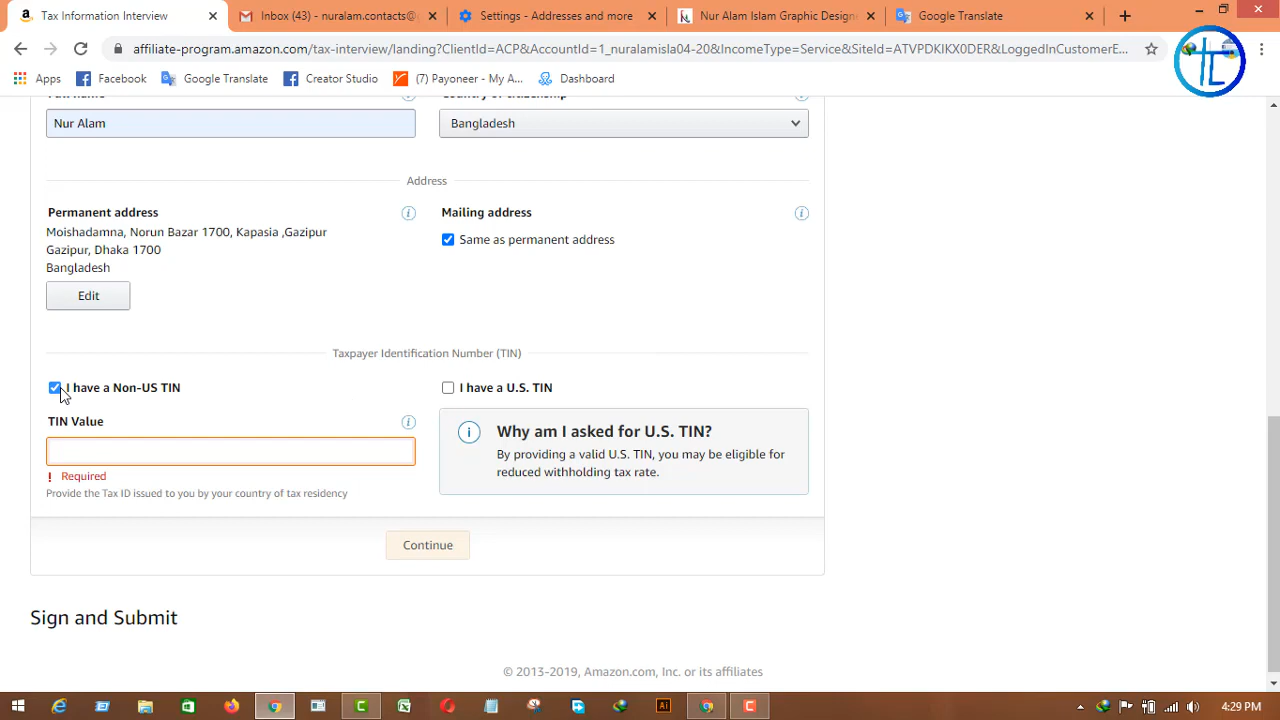 Tax Information Interview
Inbox (43) - nuralam.contacts@
Settings - Addresses and more
Nur Alam Islam Graphic Design
Google Translate
affiliate-program.amazon.com/tax-interview/landing?ClientId=ACP&AccountId=1_nuralamisla04-20&IncomeType=Service&SiteId=ATVPDKIKX0DER&LoggedInCustomerE...
Apps
Facebook
Google Translate
Creator Studio
(7) Payoneer - My A...
Dashboard
Full name
Country of citizenship
Nur Alam
Bangladesh
Address
Permanent address
Mailing address
Moishadamna, Norun Bazar 1700, Kapasia ,Gazipur
Same as permanent address
Gazipur, Dhaka 1700
Bangladesh
Edit
Taxpayer Identification Number (TIN)
I have a Non-US TIN
I have a U.S. TIN
TIN Value
Why am I asked for U.S. TIN?
By providing a valid U.S. TIN, you may be eligible for
reduced withholding tax rate.
! Required
Provide the Tax ID issued to you by your country of tax residency
Continue
Sign and Submit
© 2013-2019, Amazon.com, Inc. or its affiliates
4:29 PM